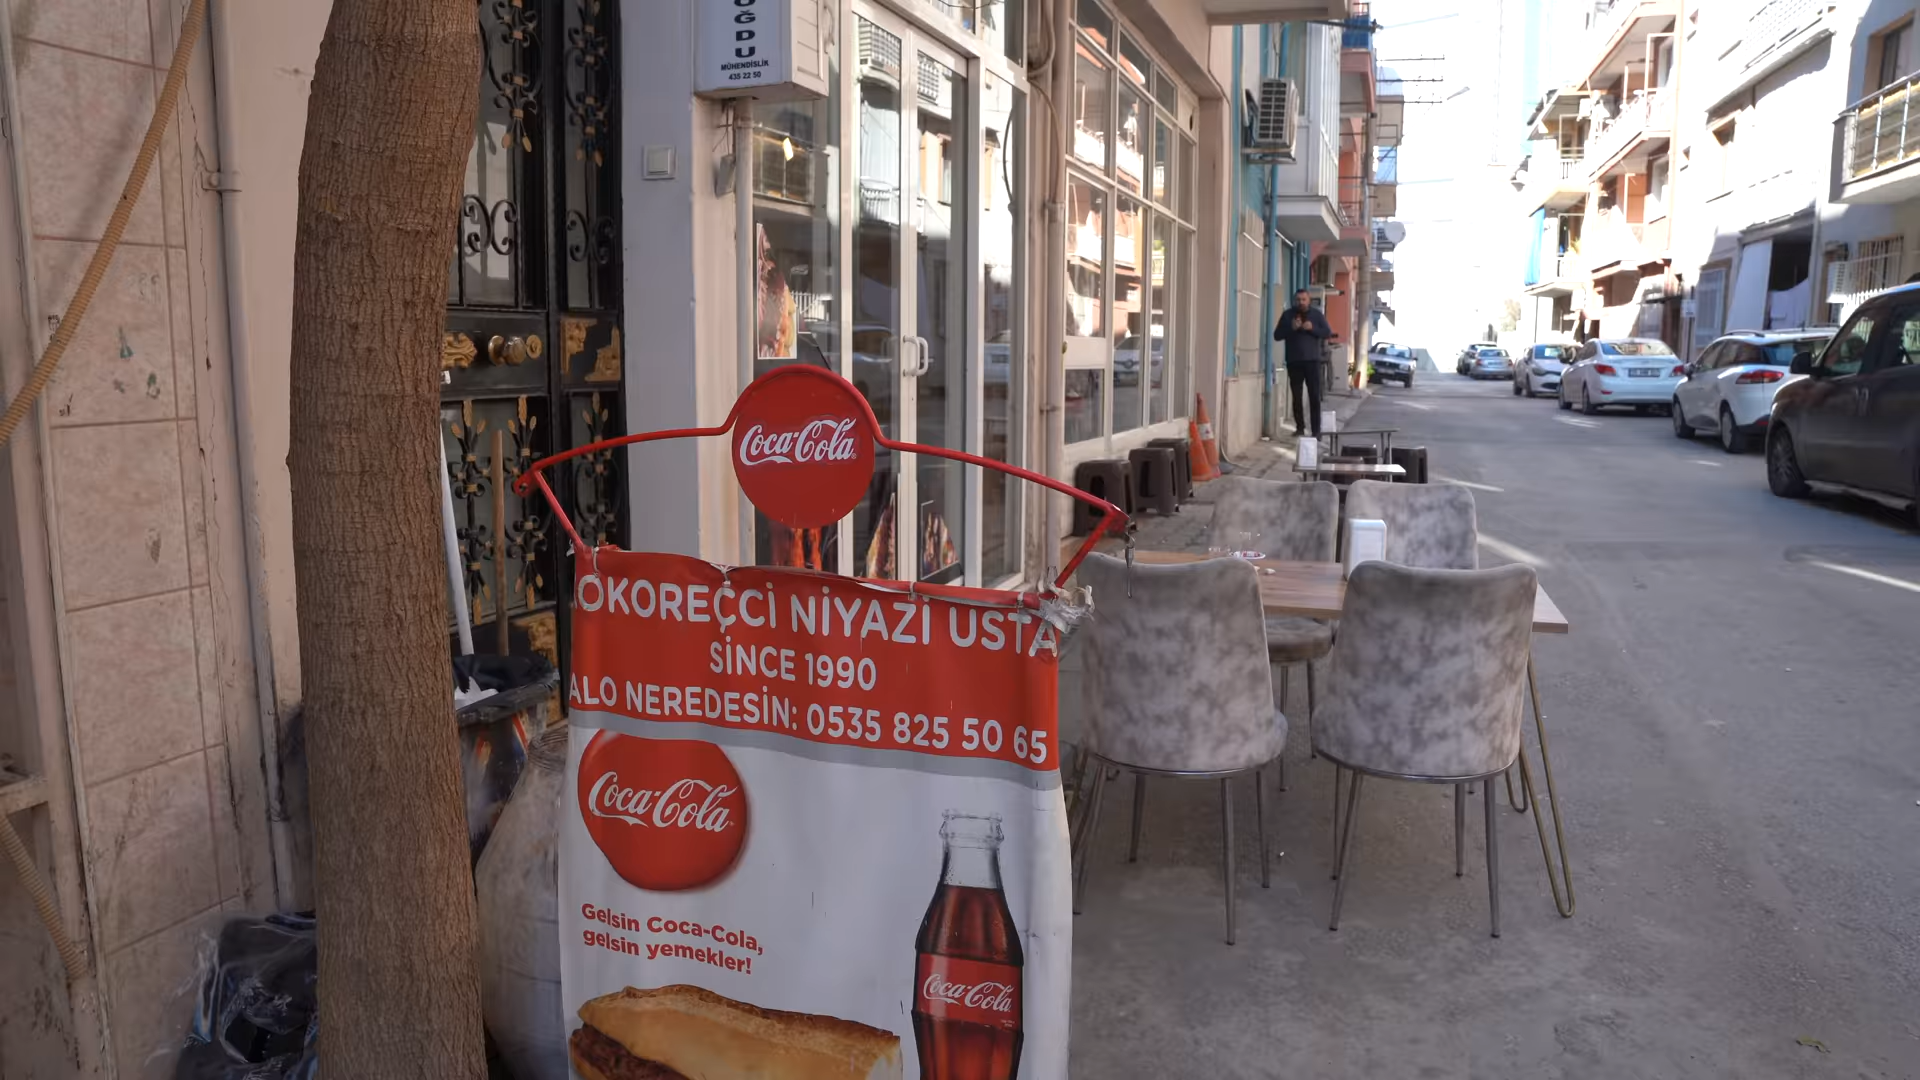 OĞDU
MÜHENDİSLİK
435 22 50
Coca-Cola
OKOREÇCİ NİYAZİ USTA
SİNCE 1990
ALO NEREDESİN: 0535 825 50 65
Coca-Cola
Gelsin Coca-Cola,
gelsin yemekler!
Coca-Cola